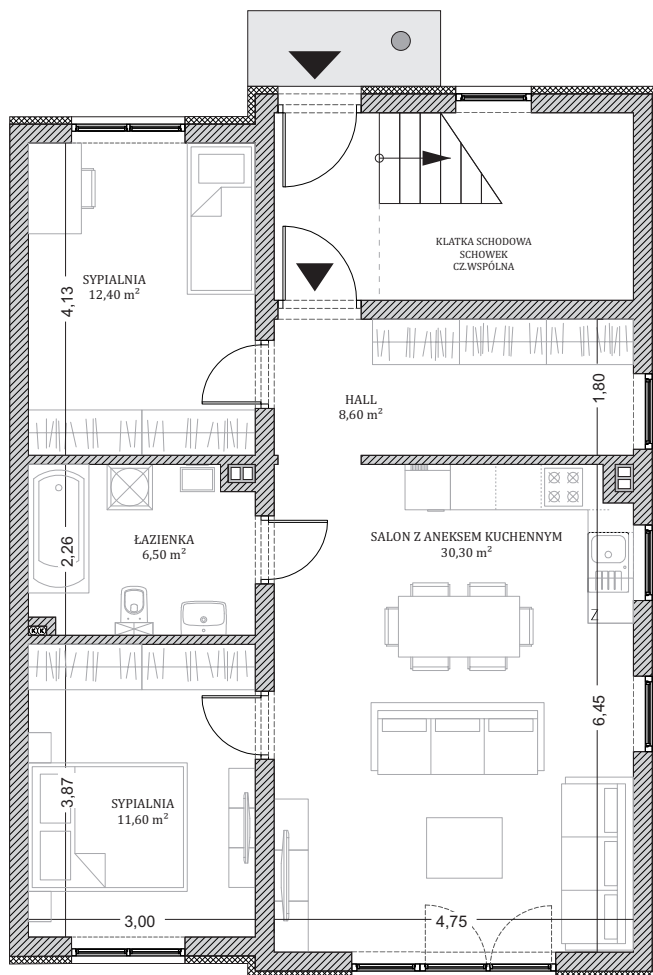 KLATKA SCHODOWA
SCHOWEK
CZ.WSPÓLNA
SYPIALNIA
12,40 m²
4,13
HALL
8,60 m²
1,80
ŁAZIENKA
6,50 m²
2,26
SALON Z ANEKSEM KUCHENNYM
30,30 m²
Z
6,45
SYPIALNIA
11,60 m²
3,87
3,00
4,75